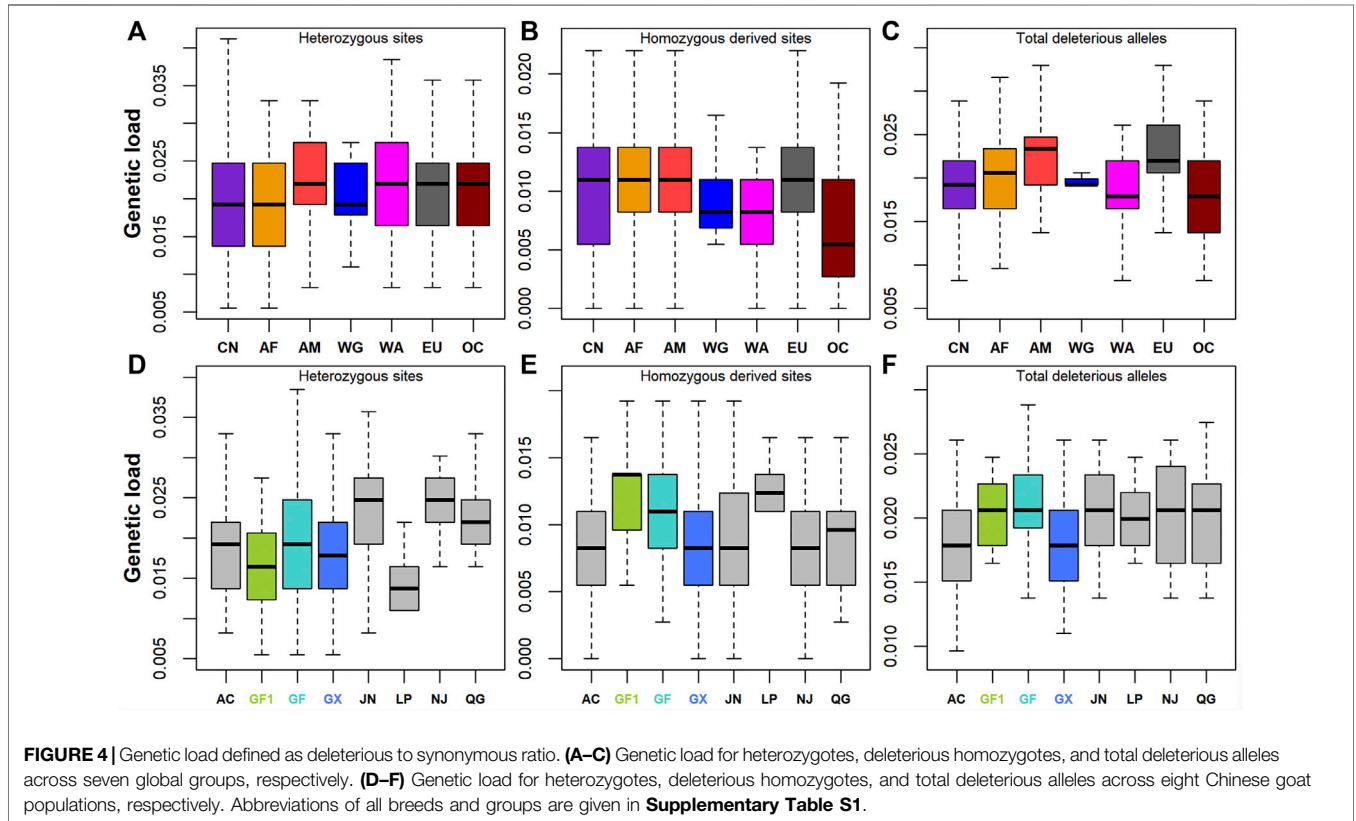 A
Heterozygous sites
Genetic load
0.035
0.025
0.015
0.005
CN AF AM WG WA EU OC
B
Homozygous derived sites
0.020
0.015
0.010
0.005
0.000
CN AF AM WG WA EU OC
C
Total deleterious alleles
0.025
0.015
0.005
CN AF AM WG WA EU OC
D
Heterozygous sites
Genetic load
0.035
0.025
0.015
0.005
AC GF1 GF GX JN LP NJ QG
E
Homozygous derived sites
0.015
0.010
0.005
0.000
AC GF1 GF GX JN LP NJ QG
F
Total deleterious alleles
0.025
0.020
0.015
0.010
AC GF1 GF GX JN LP NJ QG
FIGURE 4 | Genetic load defined as deleterious to synonymous ratio. (A–C) Genetic load for heterozygotes, deleterious homozygotes, and total deleterious alleles
across seven global groups, respectively. (D–F) Genetic load for heterozygotes, deleterious homozygotes, and total deleterious alleles across eight Chinese goat
populations, respectively. Abbreviations of all breeds and groups are given in Supplementary Table S1.